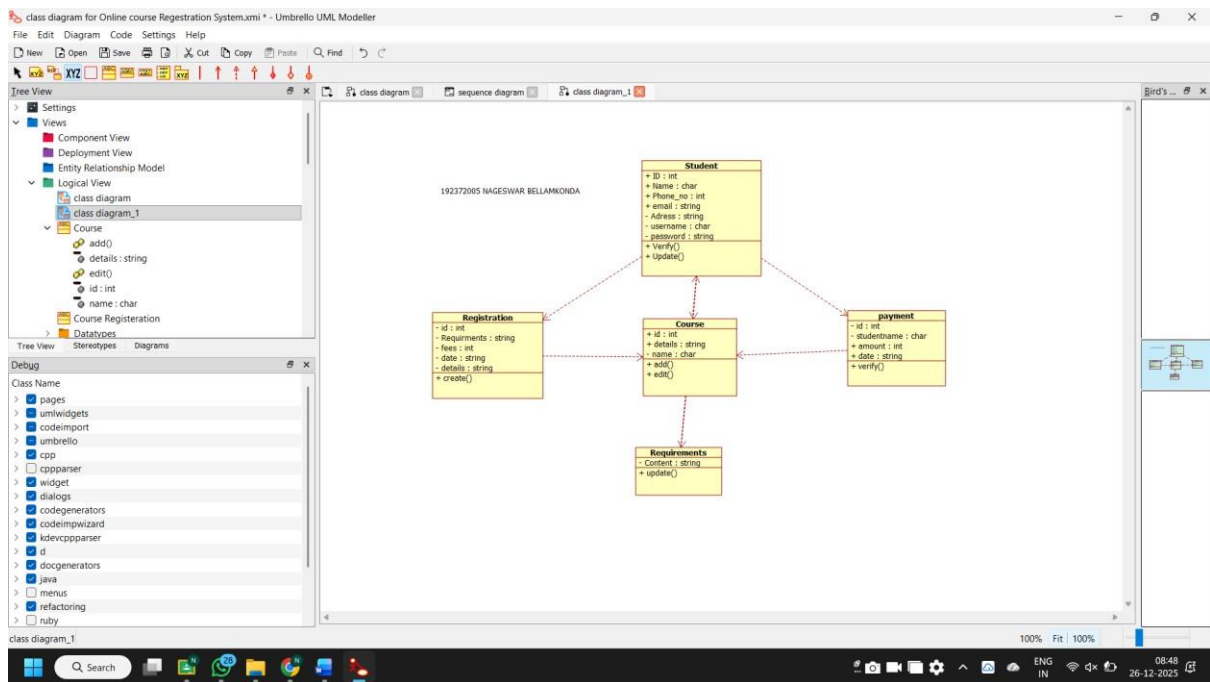 class diagram for Online course Regestration System.xmi * - Umbrello UML Modeller
File Edit Diagram Code Settings Help
New Open Save Cut Copy Paste Find
XYZ
Tree View
class diagram sequence diagram class diagram_1
Bird's ...
Settings
Views
Component View
Deployment View
Entity Relationship Model
Logical View
class diagram
class diagram_1
Course
add()
details : string
edit()
id : int
name : char
Course Registeration
Datatypes
Tree View Stereotypes Diagrams
Debug
Class Name
pages
umlwidgets
codeimport
umbrello
cpp
cppparser
widget
dialogs
codegenerators
codeimpwizard
kdevcppparser
d
docgenerators
java
menus
refactoring
ruby
192372005 NAGESWAR BELLAMKONDA
Student
+ ID : int
+ Name : char
+ Phone_no : int
+ email : string
- Adress : string
- username : char
- password : string
+ Verify()
+ Update()
Registration
- id : int
- Requirments : string
- fees : int
- date : string
- details : string
+ create()
Course
+ id : int
+ details : string
- name : char
+ add()
+ edit()
payment
- id : int
- studentname : char
+ amount : int
+ date : string
+ verify()
Requirements
- Content : string
+ update()
class diagram_1
100% Fit 100%
Search
28
ENG
IN
08:48
26-12-2025